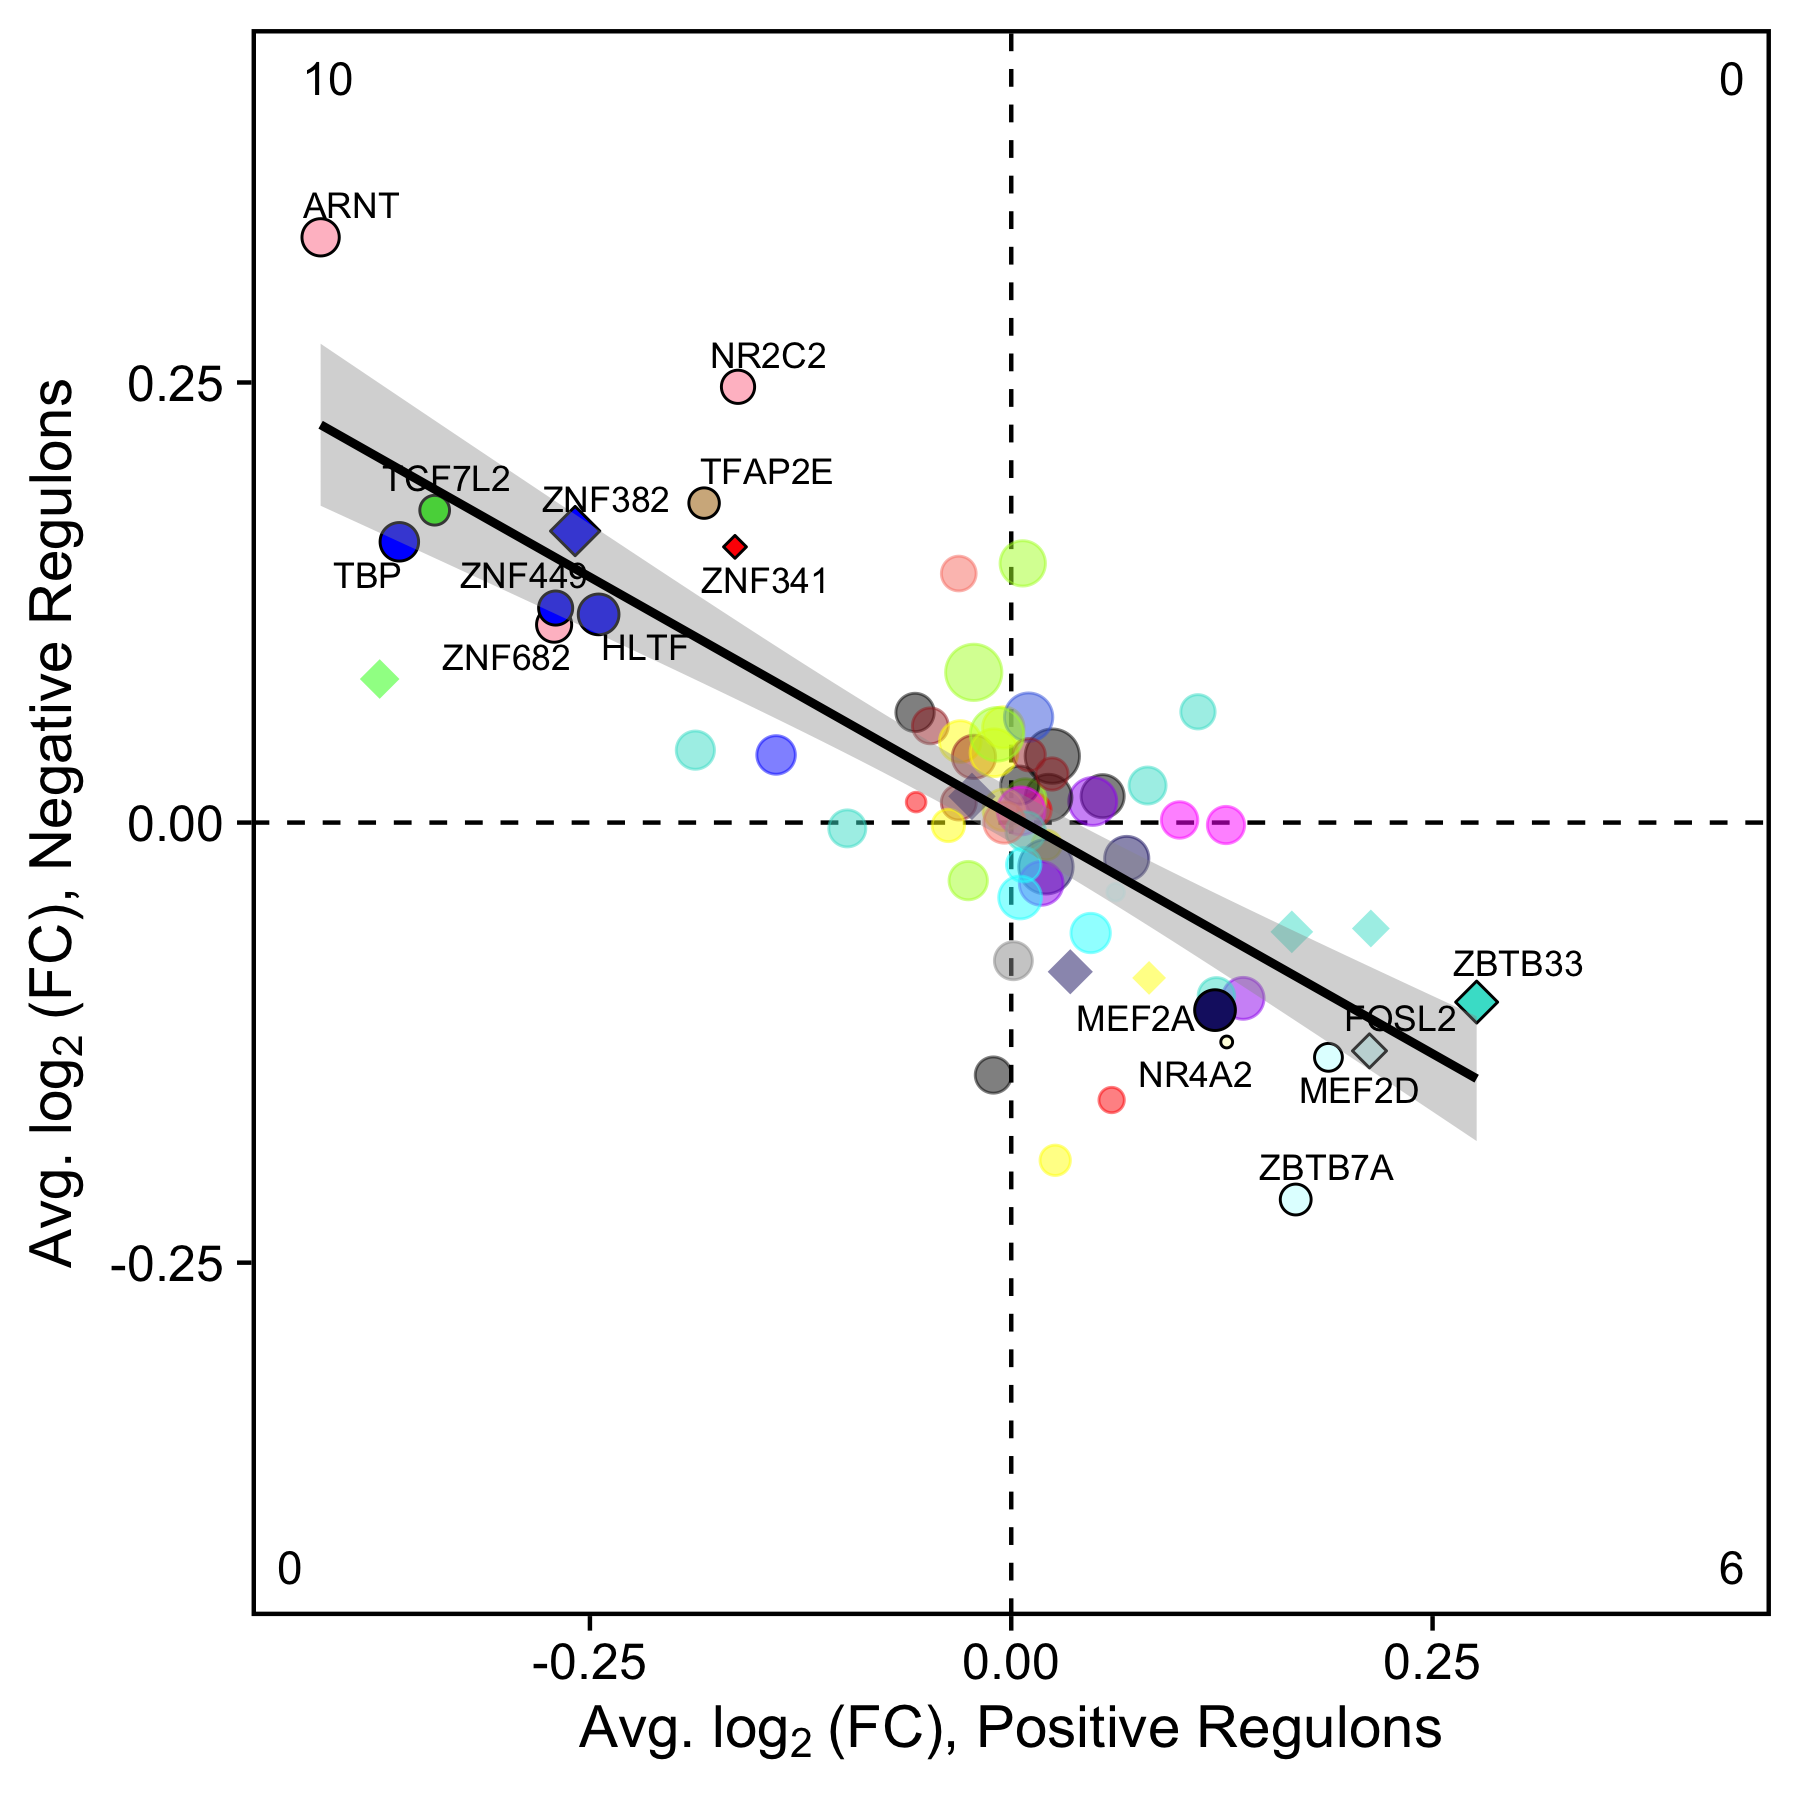 10
0
ARNT
NR2C2
0.25
TCF7L2
ZNF382
TFAP2E
TBP
ZNF449
ZNF341
ZNF682
HLTF
0.00
ZBTB33
MEF2A
FOSL2
NR4A2
MEF2D
ZBTB7A
-0.25
0
6
-0.25
0.00
0.25
Avg. log2 (FC), Positive Regulons
Avg. log2 (FC), Negative Regulons